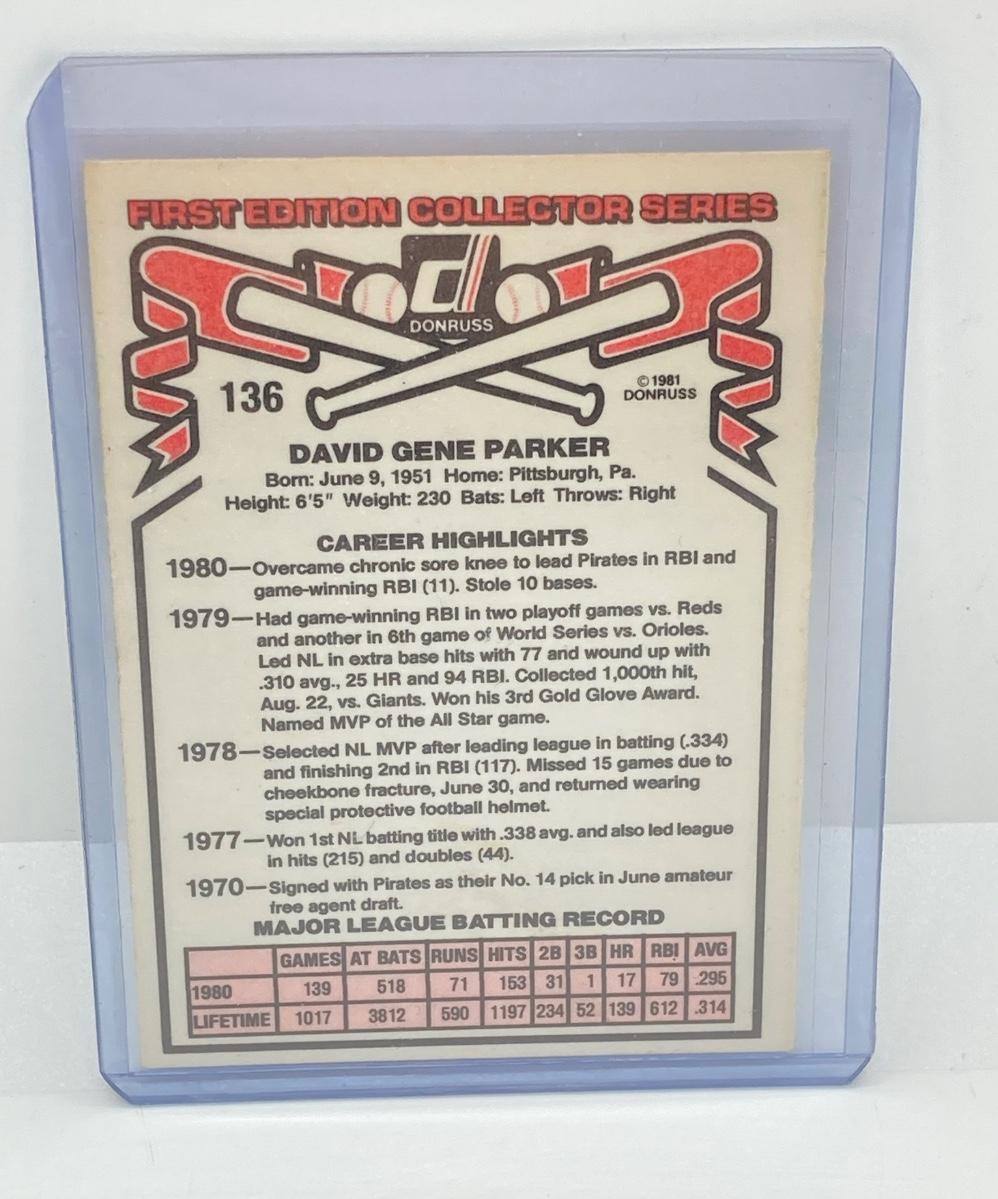 FIRST EDITION COLLECTOR SERIES
d
DONRUSS
136
© 1981
DONRUSS
DAVID GENE PARKER
Born: June 9, 1951 Home: Pittsburgh, Pa.
Height: 6'5" Weight: 230 Bats: Left Throws: Right
CAREER HIGHLIGHTS
1980—Overcame chronic sore knee to lead Pirates in RBI and
game-winning RBI (11). Stole 10 bases.
1979—Had game-winning RBI in two playoff games vs. Reds
and another in 6th game of World Series vs. Orioles.
Led NL in extra base hits with 77 and wound up with
.310 avg., 25 HR and 94 RBI. Collected 1,000th hit,
Aug. 22, vs. Giants. Won his 3rd Gold Glove Award.
Named MVP of the All Star game.
1978—Selected NL MVP after leading league in batting (.334)
and finishing 2nd in RBI (117). Missed 15 games due to
cheekbone fracture, June 30, and returned wearing
special protective football helmet.
1977—Won 1st NL batting title with .338 avg. and also led league
in hits (215) and doubles (44).
1970—Signed with Pirates as their No. 14 pick in June amateur
free agent draft.
MAJOR LEAGUE BATTING RECORD
GAMES AT BATS RUNS HITS 2B 3B HR RBI AVG
1980 139 518 71 153 31 1 17 79 .295
LIFETIME 1017 3812 590 1197 234 52 139 612 .314